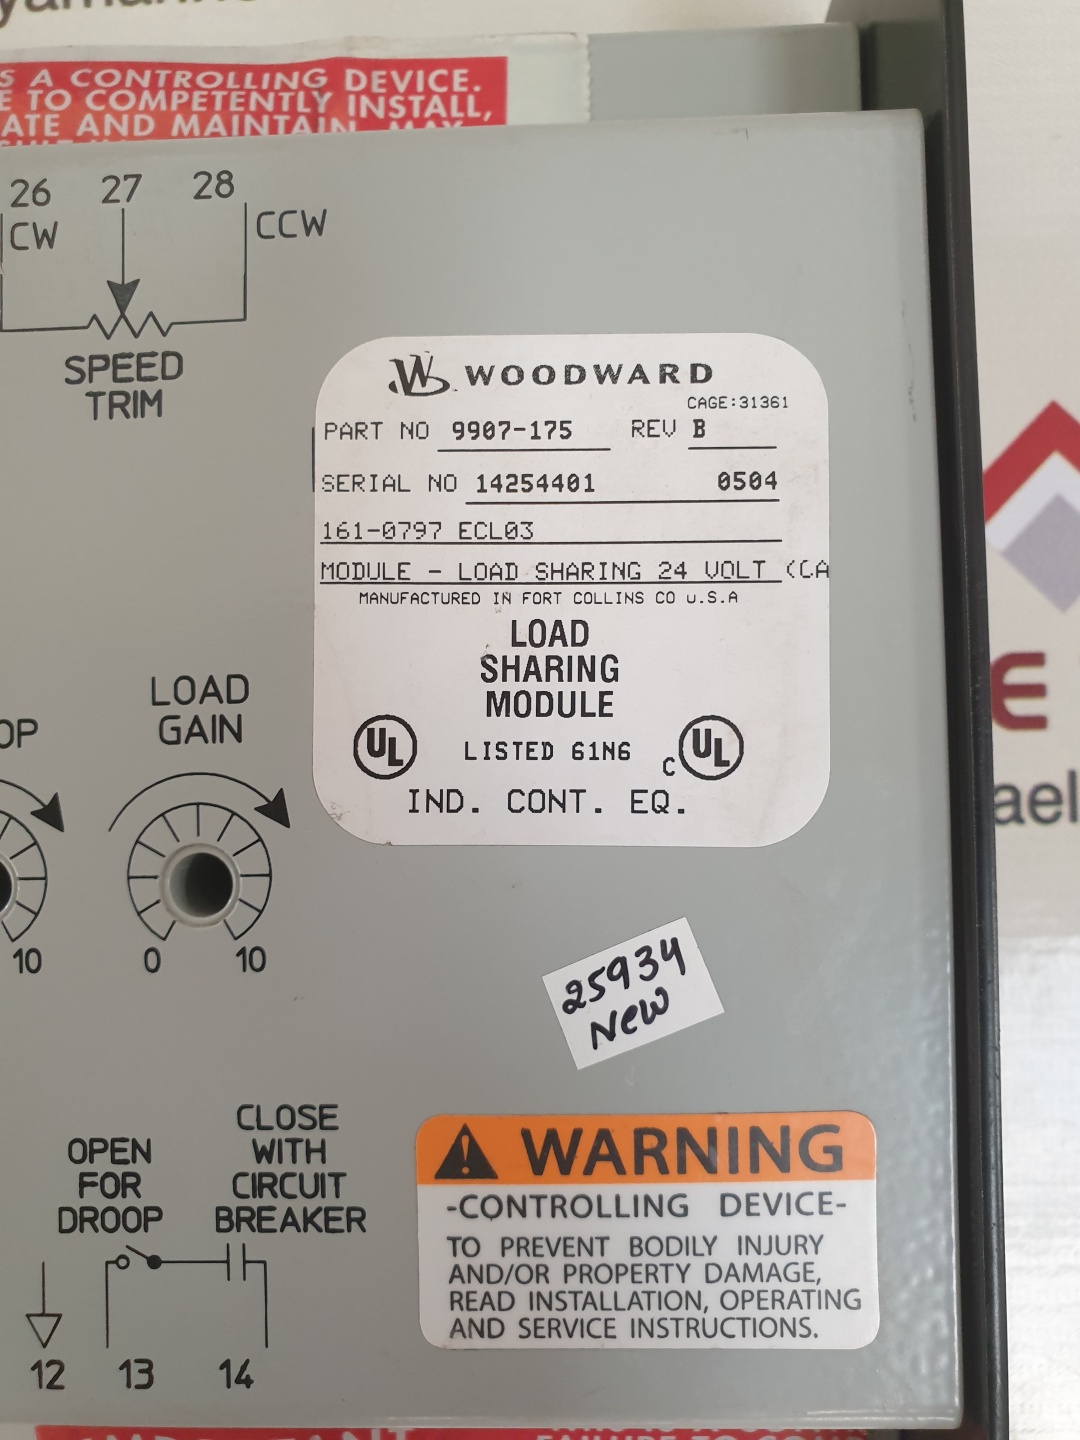 S A CONTROLLING DEVICE.
E TO COMPETENTLY INSTALL,
ATE AND MAINTAIN, MAY
26 27 28
CW CCW
SPEED
TRIM
WOODWARD
CAGE:31361
PART NO 9907-175 REV B
SERIAL NO 14254401 0504
161-0797 ECL03
MODULE - LOAD SHARING 24 VOLT (CA
MANUFACTURED IN FORT COLLINS CO U.S.A
LOAD
SHARING
MODULE
UL LISTED 61N6 C UL
IND. CONT. EQ.
OP
LOAD
GAIN
10 0 10
25934
New
OPEN
FOR
DROOP
CLOSE
WITH
CIRCUIT
BREAKER
12 13 14
WARNING
-CONTROLLING DEVICE-
TO PREVENT BODILY INJURY
AND/OR PROPERTY DAMAGE,
READ INSTALLATION, OPERATING
AND SERVICE INSTRUCTIONS.
E
ael